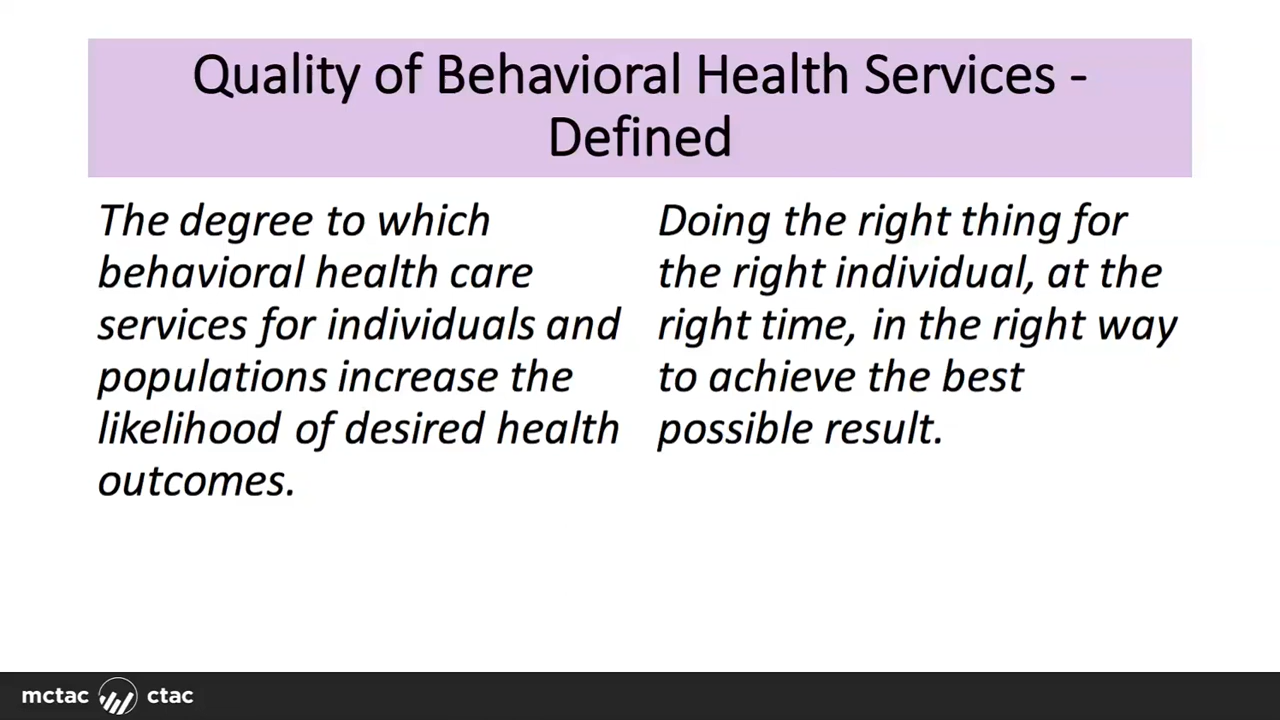 Quality of Behavioral Health Services -
Defined
The degree to which
behavioral health care
services for individuals and
populations increase the
likelihood of desired health
outcomes.
Doing the right thing for
the right individual, at the
right time, in the right way
to achieve the best
possible result.
mctac ctac